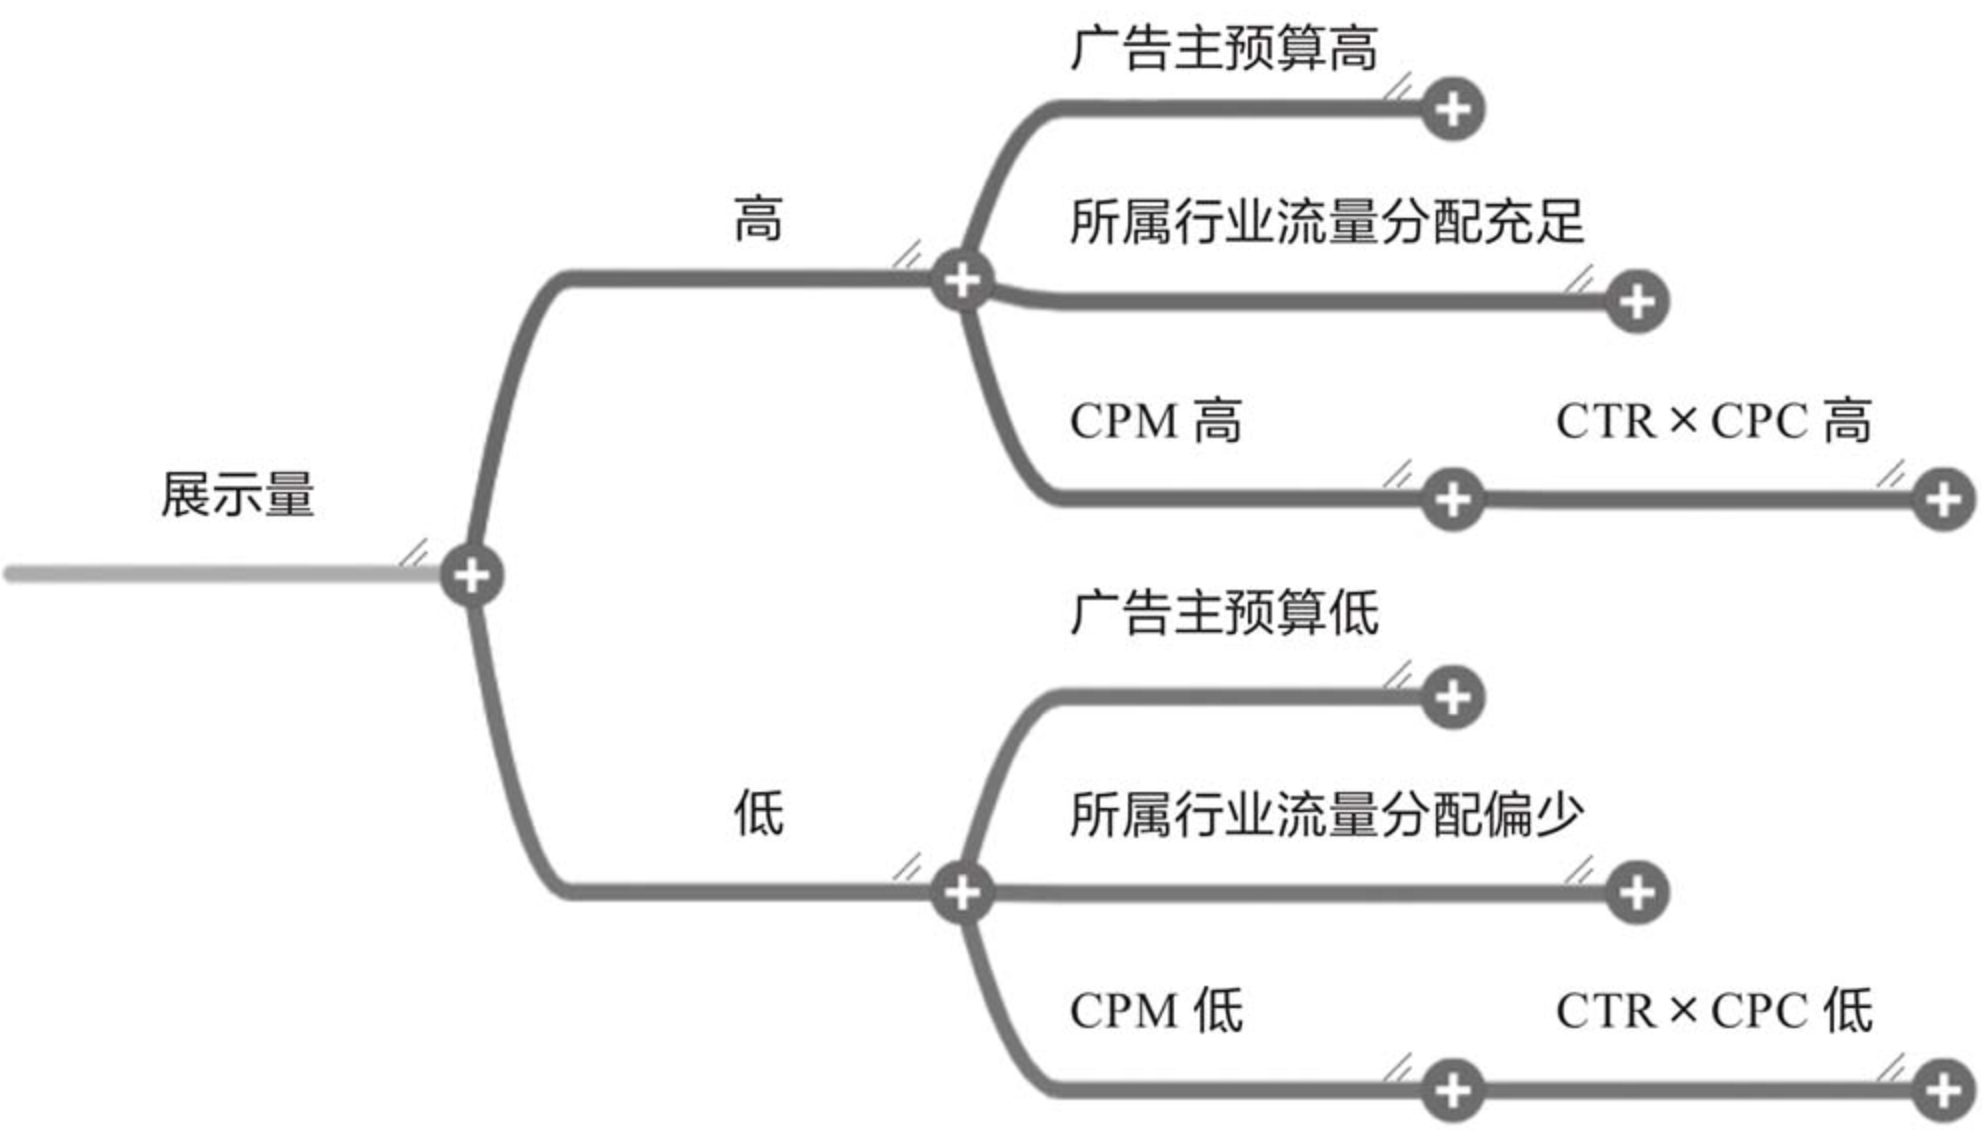 展示量
高
广告主预算高
所属行业流量分配充足
CPM 高
CTR × CPC 高
低
广告主预算低
所属行业流量分配偏少
CPM 低
CTR × CPC 低